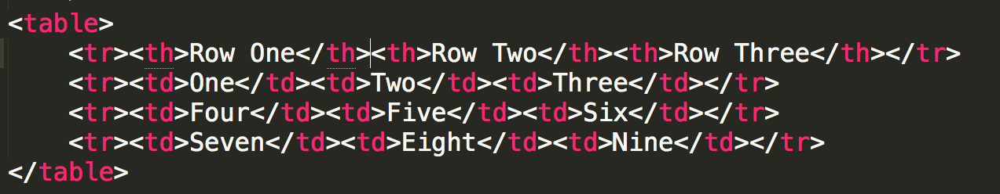 <table>
<tr><th>Row One</th><th>Row Two</th><th>Row Three</th></tr>
<tr><td>One</td><td>Two</td><td>Three</td></tr>
<tr><td>Four</td><td>Five</td><td>Six</td></tr>
<tr><td>Seven</td><td>Eight</td><td>Nine</td></tr>
</table>